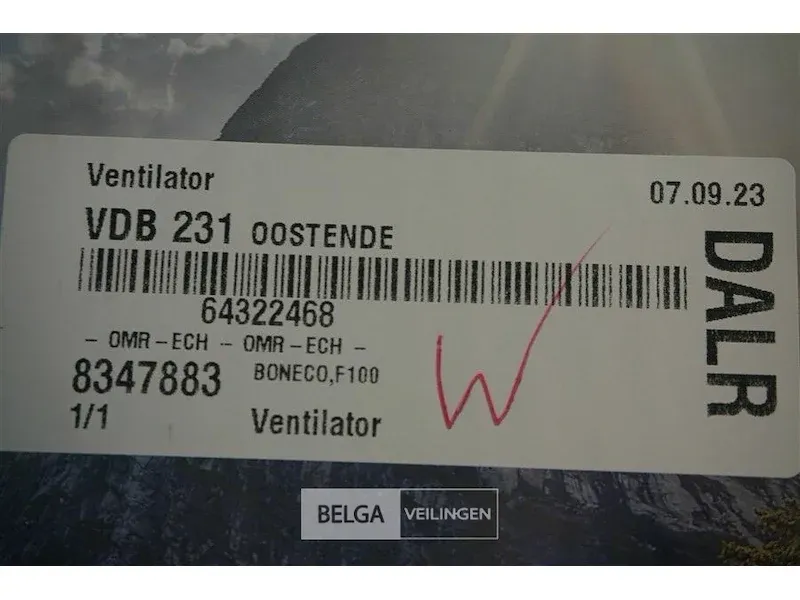 Ventilator
07.09.23
VDB 231 OOSTENDE
DALR
64322468
- OMR-ECH - OMR-ECH -
8347883 BONECO,F100
1/1 Ventilator
W
BELGA VEILINGEN